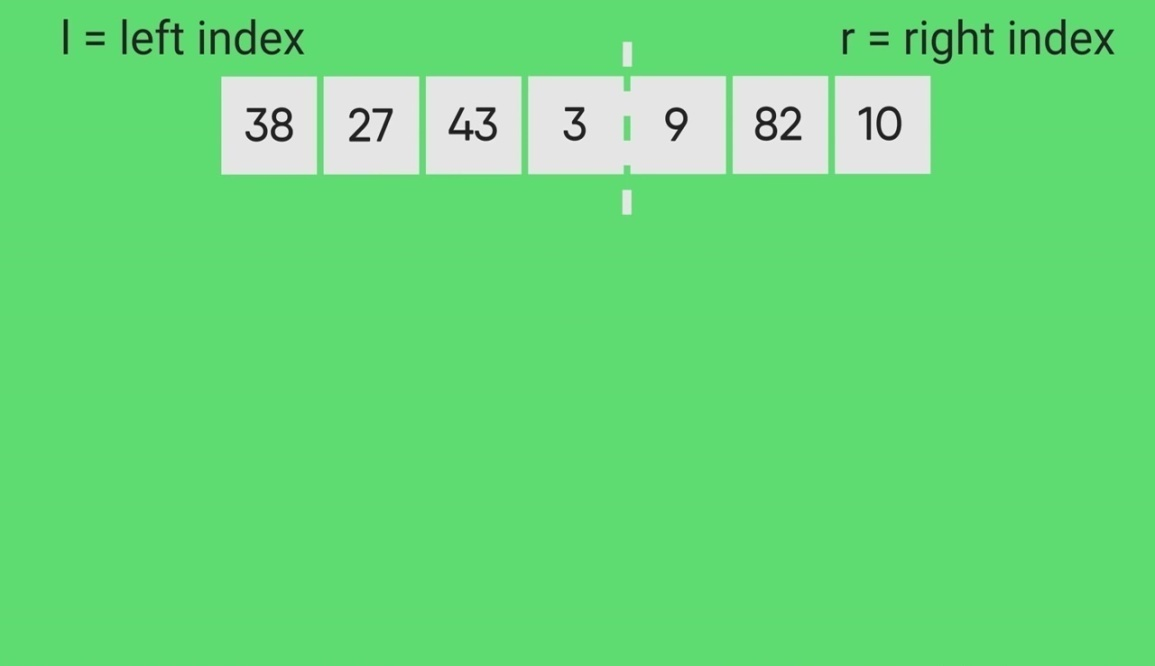 l = left index
r = right index
38 27 43 3 9 82 10